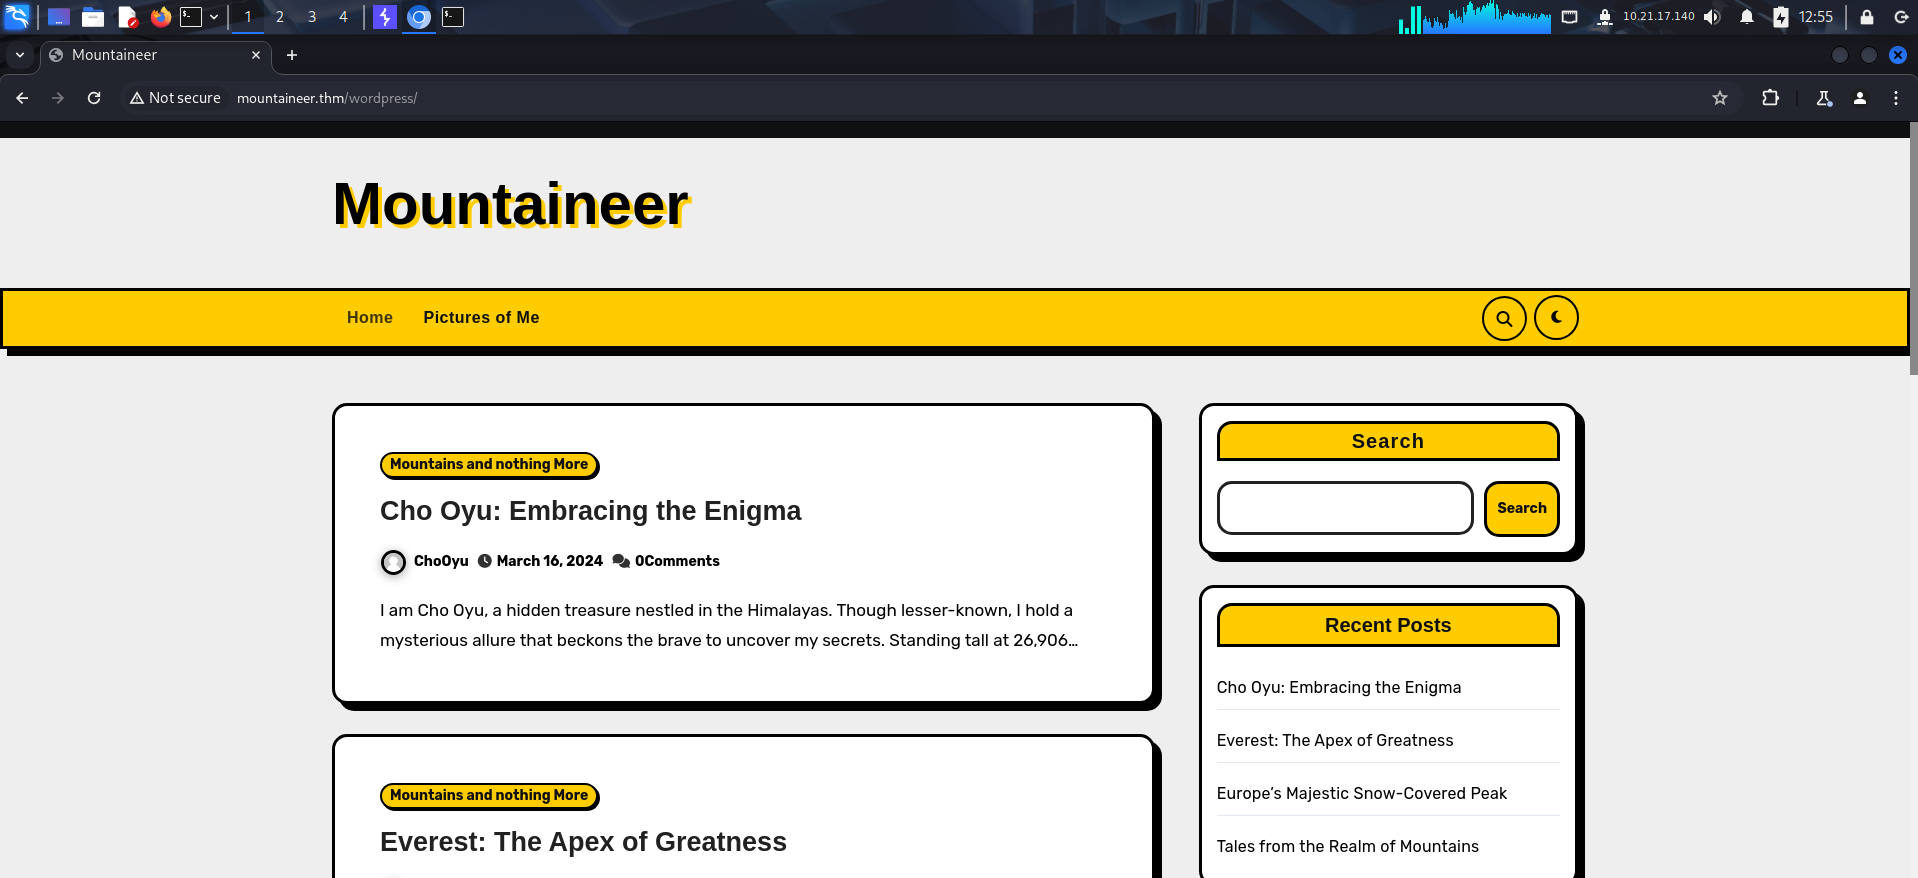 1 2 3 4
10.21.17.140
12:55
Mountaineer
Not secure
mountaineer.thm/wordpress/
Mountaineer
Home
Pictures of Me
Mountains and nothing More
Cho Oyu: Embracing the Enigma
ChoOyu March 16, 2024 0Comments
I am Cho Oyu, a hidden treasure nestled in the Himalayas. Though lesser-known, I hold a
mysterious allure that beckons the brave to uncover my secrets. Standing tall at 26,906...
Mountains and nothing More
Everest: The Apex of Greatness
Search
Search
Recent Posts
Cho Oyu: Embracing the Enigma
Everest: The Apex of Greatness
Europe’s Majestic Snow-Covered Peak
Tales from the Realm of Mountains